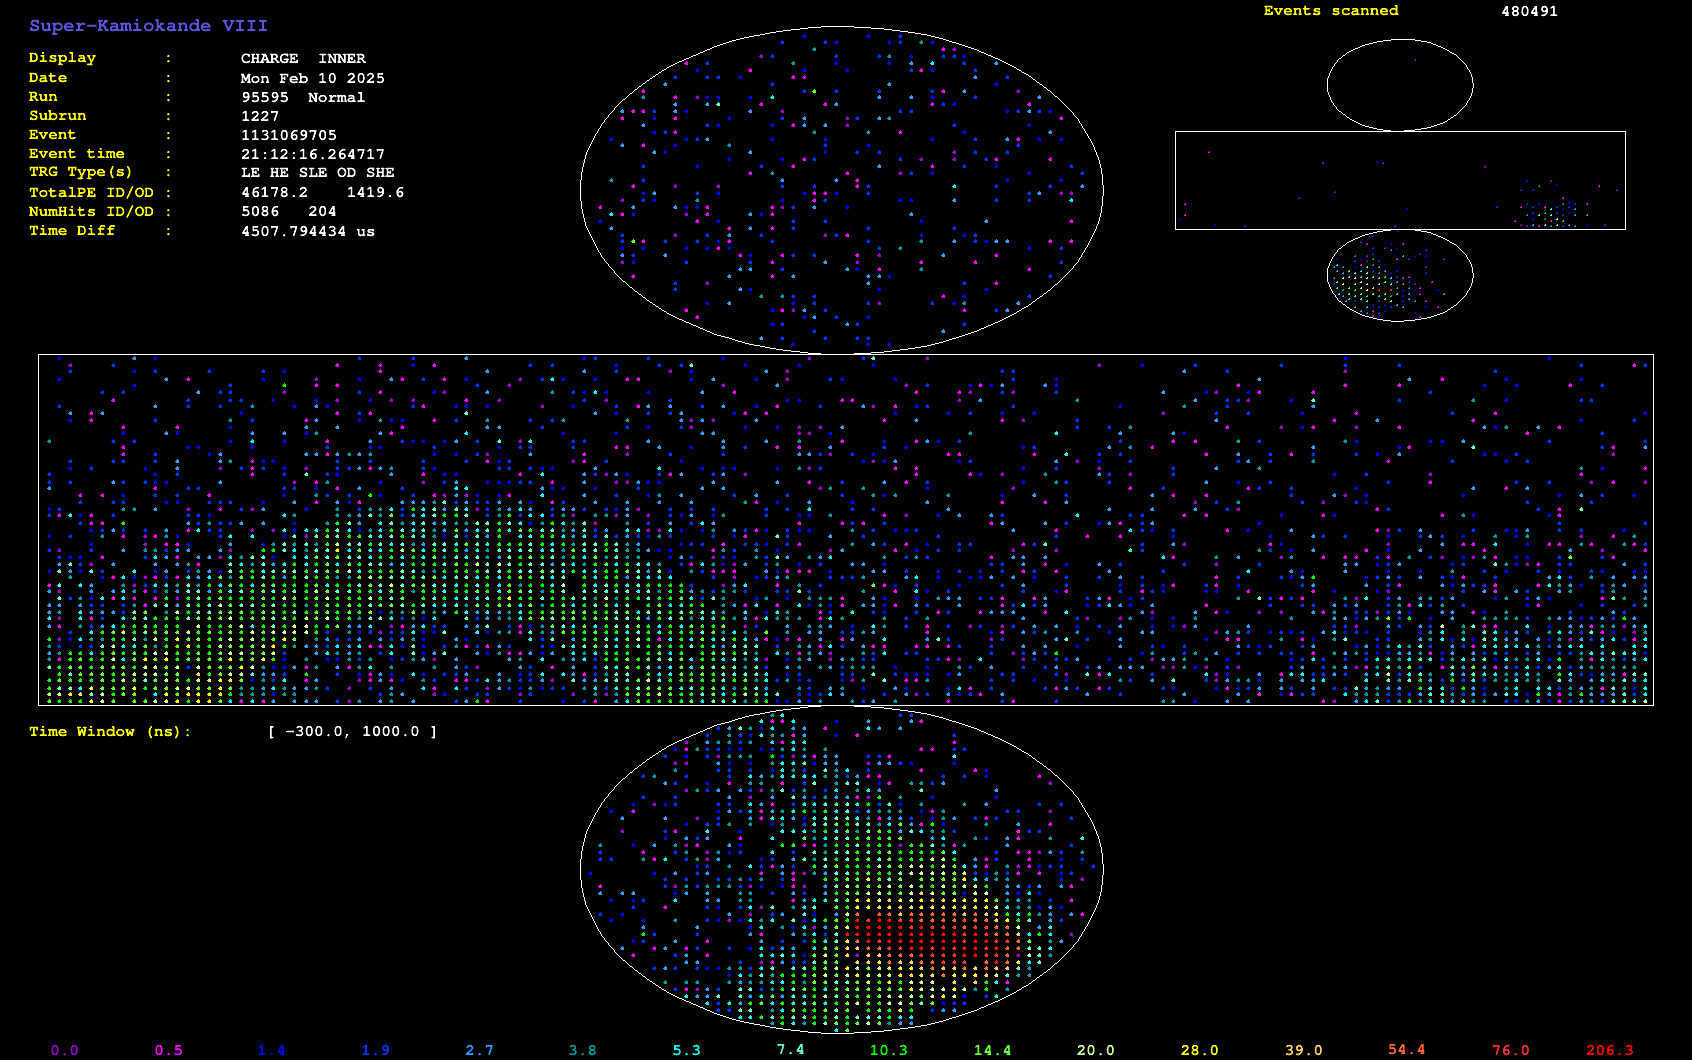 Super-Kamiokande VIII
Display : CHARGE INNER
Date : Mon Feb 10 2025
Run : 95595 Normal
Subrun : 1227
Event : 1131069705
Event time : 21:12:16.264717
TRG Type(s) : LE HE SLE OD SHE
TotalPE ID/OD : 46178.2 1419.6
NumHits ID/OD : 5086 204
Time Diff : 4507.794434 us
Events scanned 480491
Time Window (ns): [ -300.0, 1000.0 ]
0.0 0.5 1.4 1.9 2.7 3.8 5.3 7.4 10.3 14.4 20.0 28.0 39.0 54.4 76.0 206.3